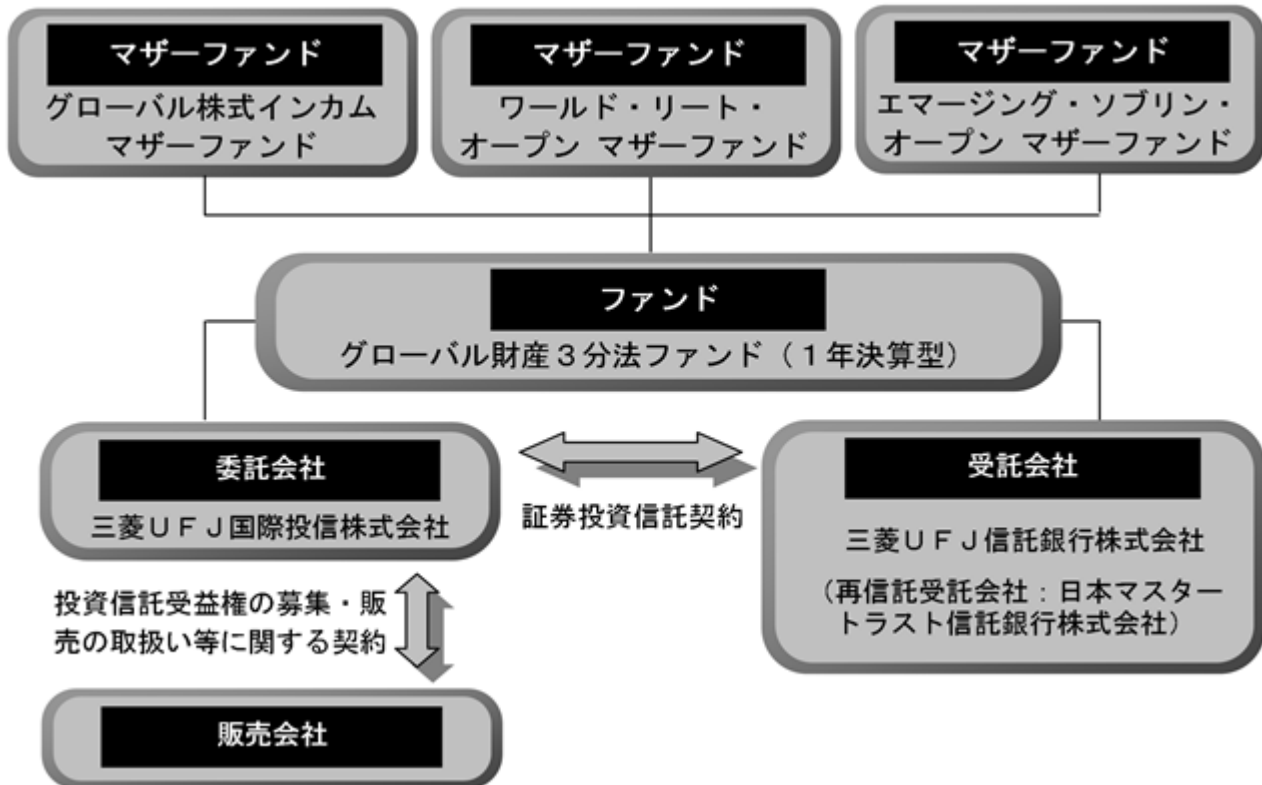 マザーファンド
グローバル株式インカム
マザーファンド
マザーファンド
ワールド・リート・
オープン マザーファンド
マザーファンド
エマージング・ソブリン・
オープン マザーファンド
ファンド
グローバル財産３分法ファンド（１年決算型）
委託会社
三菱ＵＦＪ国際投信株式会社
証券投資信託契約
受託会社
三菱ＵＦＪ信託銀行株式会社
（再信託受託会社：日本マスター
トラスト信託銀行株式会社）
投資信託受益権の募集・販
売の取扱い等に関する契約
販売会社